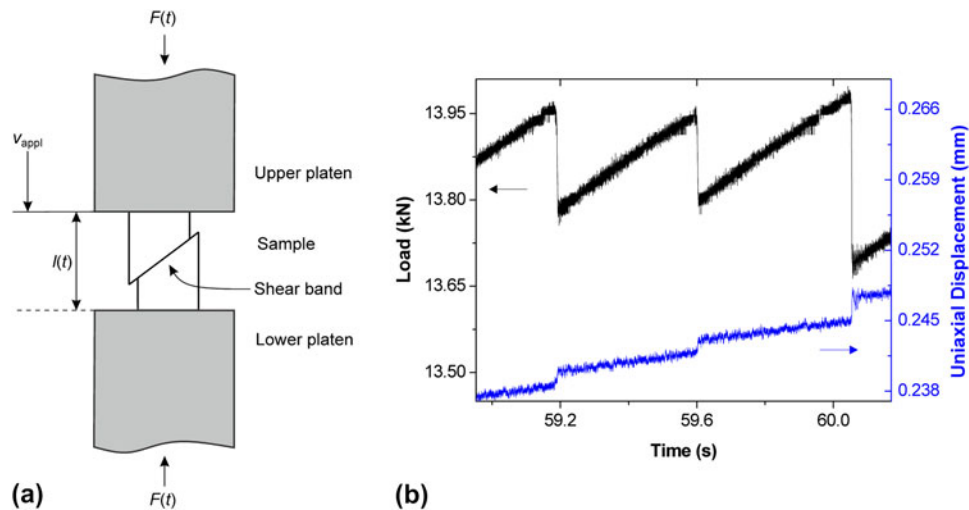 F(t)
v_appl
Upper platen
l(t)
Sample
Shear band
Lower platen
F(t)
(a)
13.95
13.80
13.65
13.50
Load (kN)
0.266
0.259
0.252
0.245
0.238
Uniaxial Displacement (mm)
59.2
59.6
60.0
Time (s)
(b)